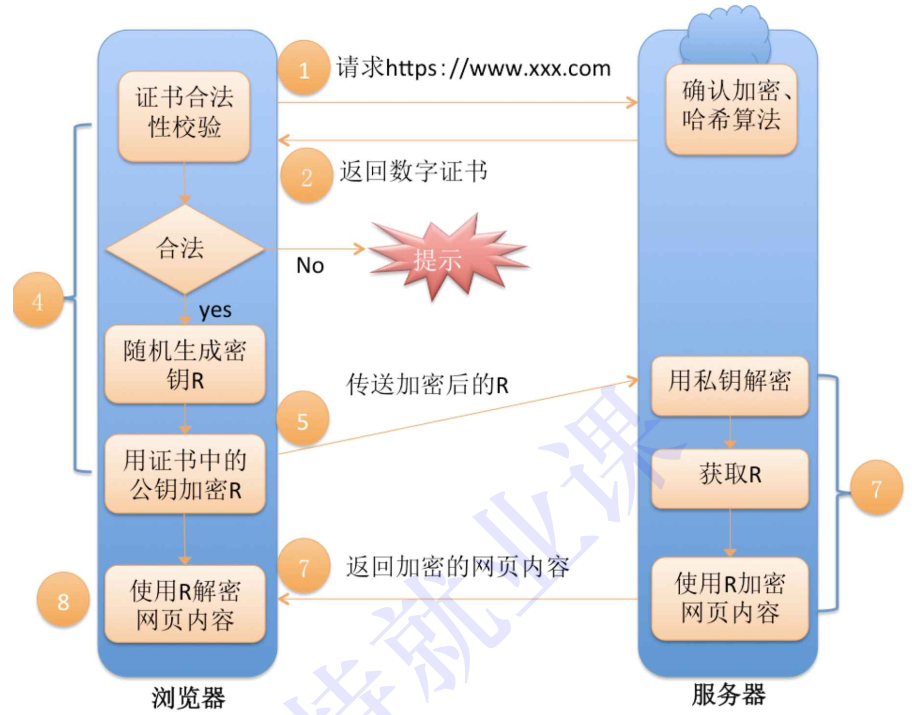 1
请求https://www.xxx.com
证书合法
性校验
确认加密、
哈希算法
2
返回数字证书
合法
No
提示
4
yes
随机生成密
钥R
传送加密后的R
5
用私钥解密
用证书中的
公钥加密R
获取R
7
7
返回加密的网页内容
8
使用R解密
网页内容
使用R加密
网页内容
浏览器
服务器
特就业课